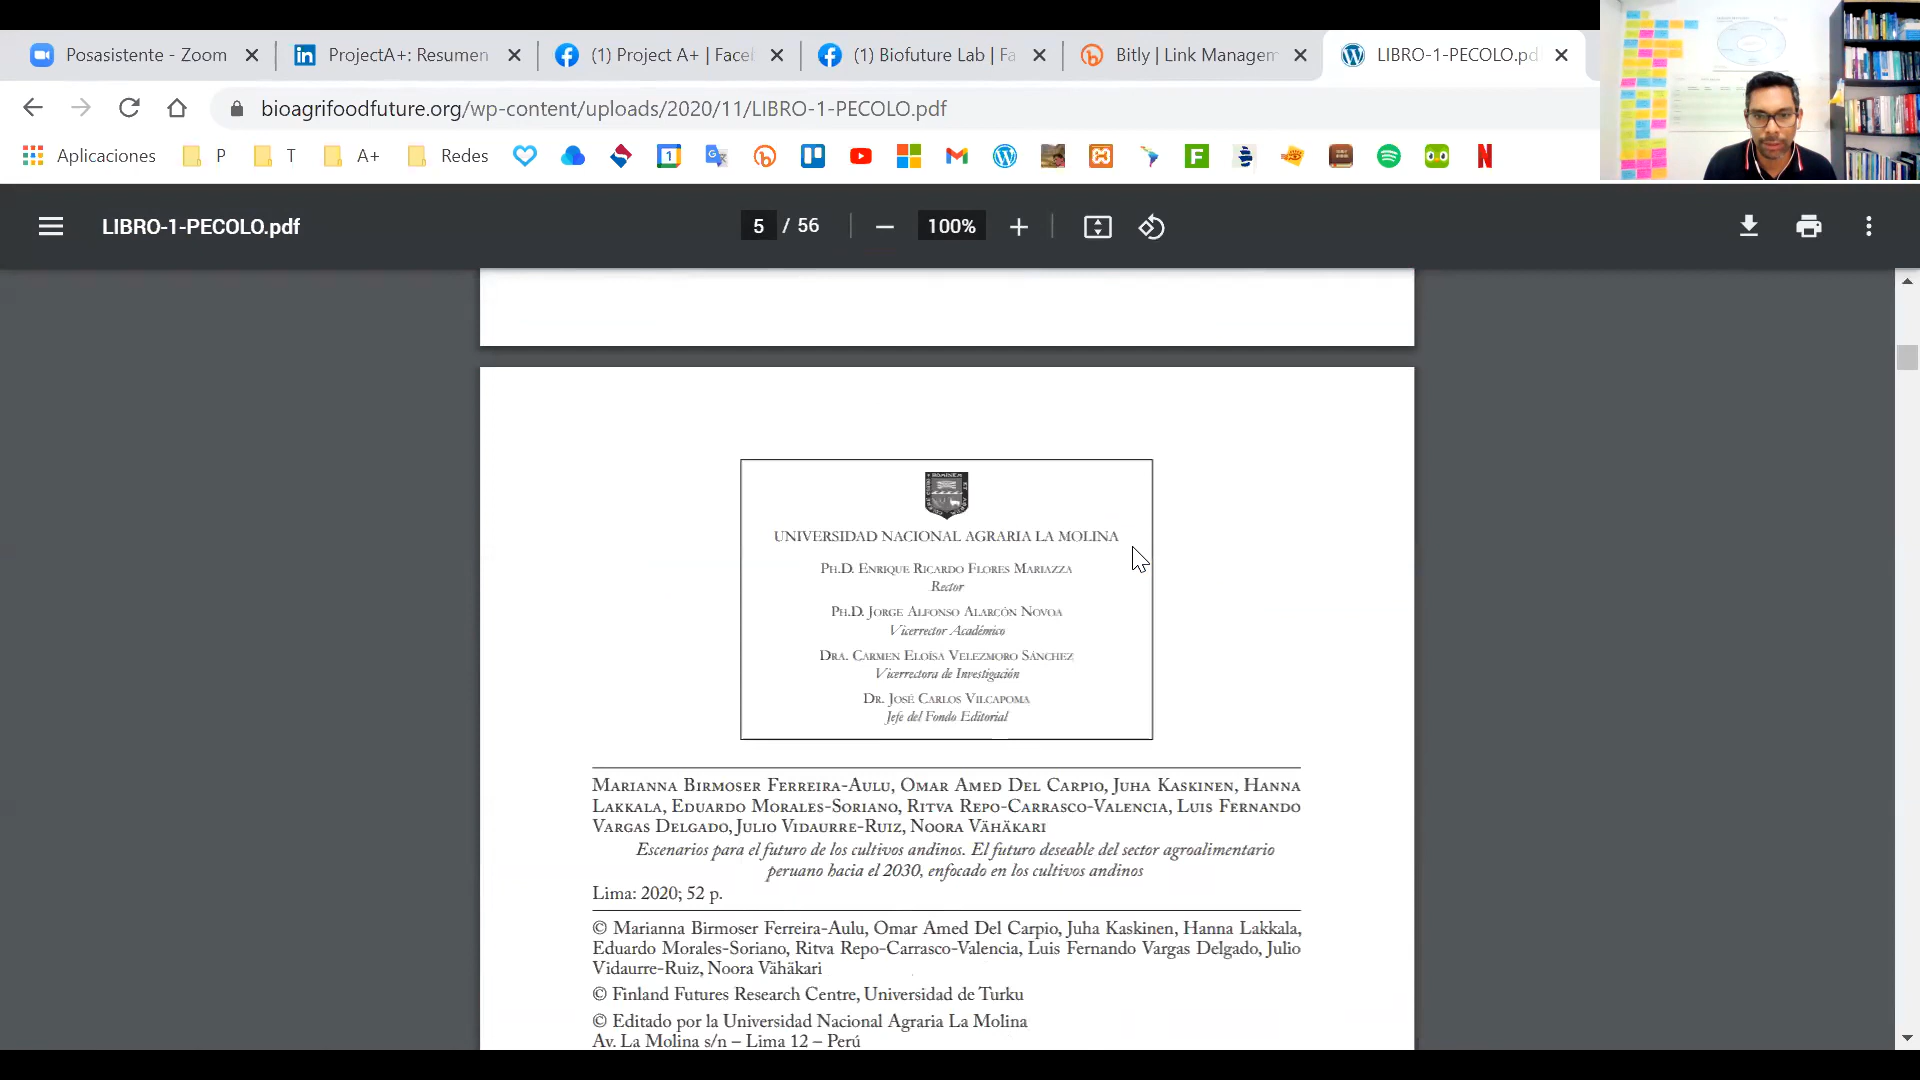 Posasistente - Zoom
ProjectA+: Resumen
(1) Project A+ | Facel
(1) Biofuture Lab | Fa
Bitly | Link Managem
LIBRO-1-PECOLO.pd
bioagrifoodfuture.org/wp-content/uploads/2020/11/LIBRO-1-PECOLO.pdf
Aplicaciones P T A+ Redes
LIBRO-1-PECOLO.pdf
5 / 56
100%
UNIVERSIDAD NACIONAL AGRARIA LA MOLINA
Ph.D. Enrique Ricardo Flores Mariazza
Rector
Ph.D. Jorge Alfonso Alarcón Novoa
Vicerrector Académico
Dra. Carmen Eloísa Velezmoro Sánchez
Vicerrectora de Investigación
Dr. José Carlos Vilcapoma
Jefe del Fondo Editorial
Marianna Birmoser Ferreira-Aulu, Omar Amed Del Carpio, Juha Kaskinen, Hanna
Lakkala, Eduardo Morales-Soriano, Ritva Repo-Carrasco-Valencia, Luis Fernando
Vargas Delgado, Julio Vidaurre-Ruiz, Noora Vähäkari
Escenarios para el futuro de los cultivos andinos. El futuro deseable del sector agroalimentario
peruano hacia el 2030, enfocado en los cultivos andinos
Lima: 2020; 52 p.
© Marianna Birmoser Ferreira-Aulu, Omar Amed Del Carpio, Juha Kaskinen, Hanna Lakkala,
Eduardo Morales-Soriano, Ritva Repo-Carrasco-Valencia, Luis Fernando Vargas Delgado, Julio
Vidaurre-Ruiz, Noora Vähäkari
© Finland Futures Research Centre, Universidad de Turku
© Editado por la Universidad Nacional Agraria La Molina
Av. La Molina s/n – Lima 12 – Perú